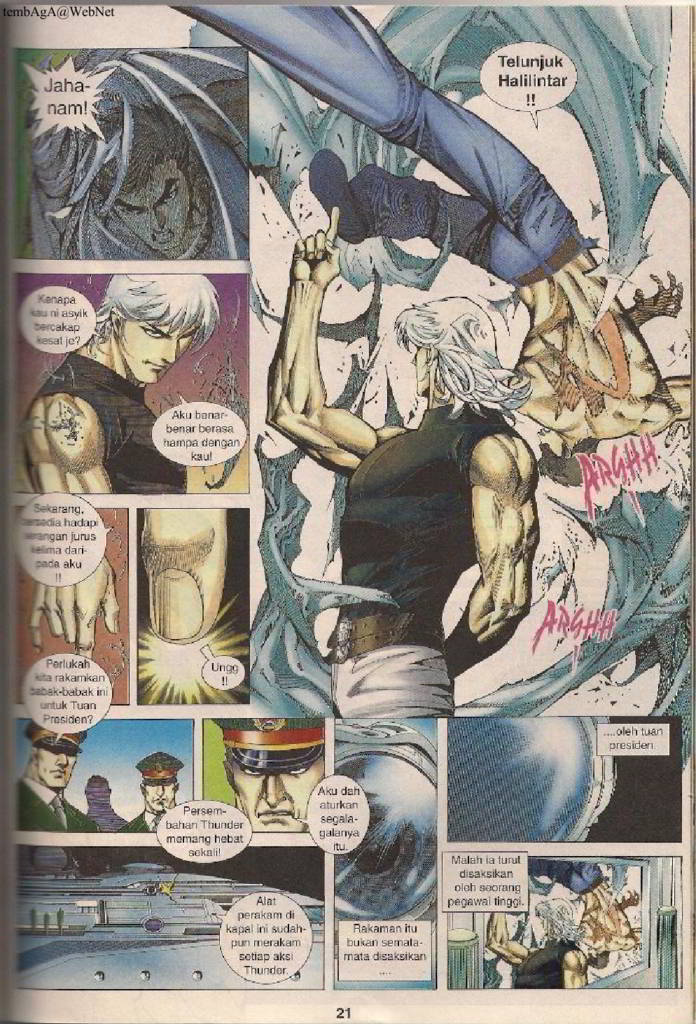 tembAgA@WebNet
Jaha-
nam!
Telunjuk
Halilintar
!!
Kenapa
kau ni asyik
bercakap
kesat je?
Aku benar-
benar berasa
hampa dengan
kau!
ARGHH
ARGHH
Sekarang,
bersedia hadapi
serangan jurus
kelima dari-
pada aku
!!
Ungg
!!
Perlukah
kita rakamkan
babak-babak ini
untuk Tuan
Presiden?
Persem-
bahan Thunder
memang hebat
sekali!
Aku dah
aturkan
segala-
galanya
itu.
Alat
perakam di
kapal ini sudah-
pun merakam
setiap aksi
Thunder.
Rakaman itu
bukan semata-
mata disaksikan
....
....oleh tuan
presiden.
Malah ia turut
disaksikan
oleh seorang
pegawai tinggi.
21